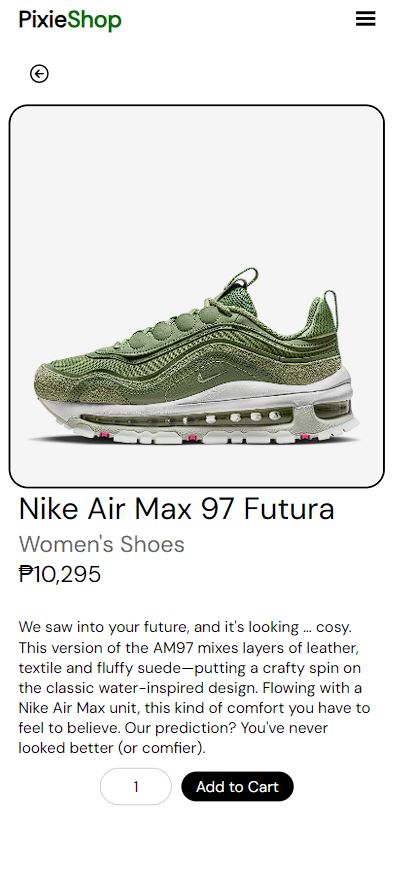 PixieShop
Nike Air Max 97 Futura
Women's Shoes
₱10,295
We saw into your future, and it's looking ... cosy.
This version of the AM97 mixes layers of leather,
textile and fluffy suede—putting a crafty spin on
the classic water-inspired design. Flowing with a
Nike Air Max unit, this kind of comfort you have to
feel to believe. Our prediction? You've never
looked better (or comfier).
1
Add to Cart